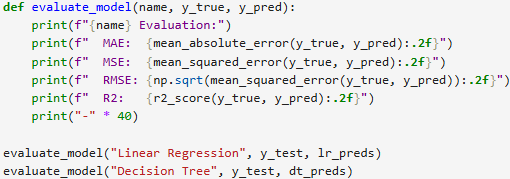 def evaluate_model(name, y_true, y_pred):
    print(f"{name} Evaluation:")
    print(f"  MAE:  {mean_absolute_error(y_true, y_pred):.2f}")
    print(f"  MSE:  {mean_squared_error(y_true, y_pred):.2f}")
    print(f"  RMSE: {np.sqrt(mean_squared_error(y_true, y_pred)):.2f}")
    print(f"  R2:   {r2_score(y_true, y_pred):.2f}")
    print("-" * 40)

evaluate_model("Linear Regression", y_test, lr_preds)
evaluate_model("Decision Tree", y_test, dt_preds)